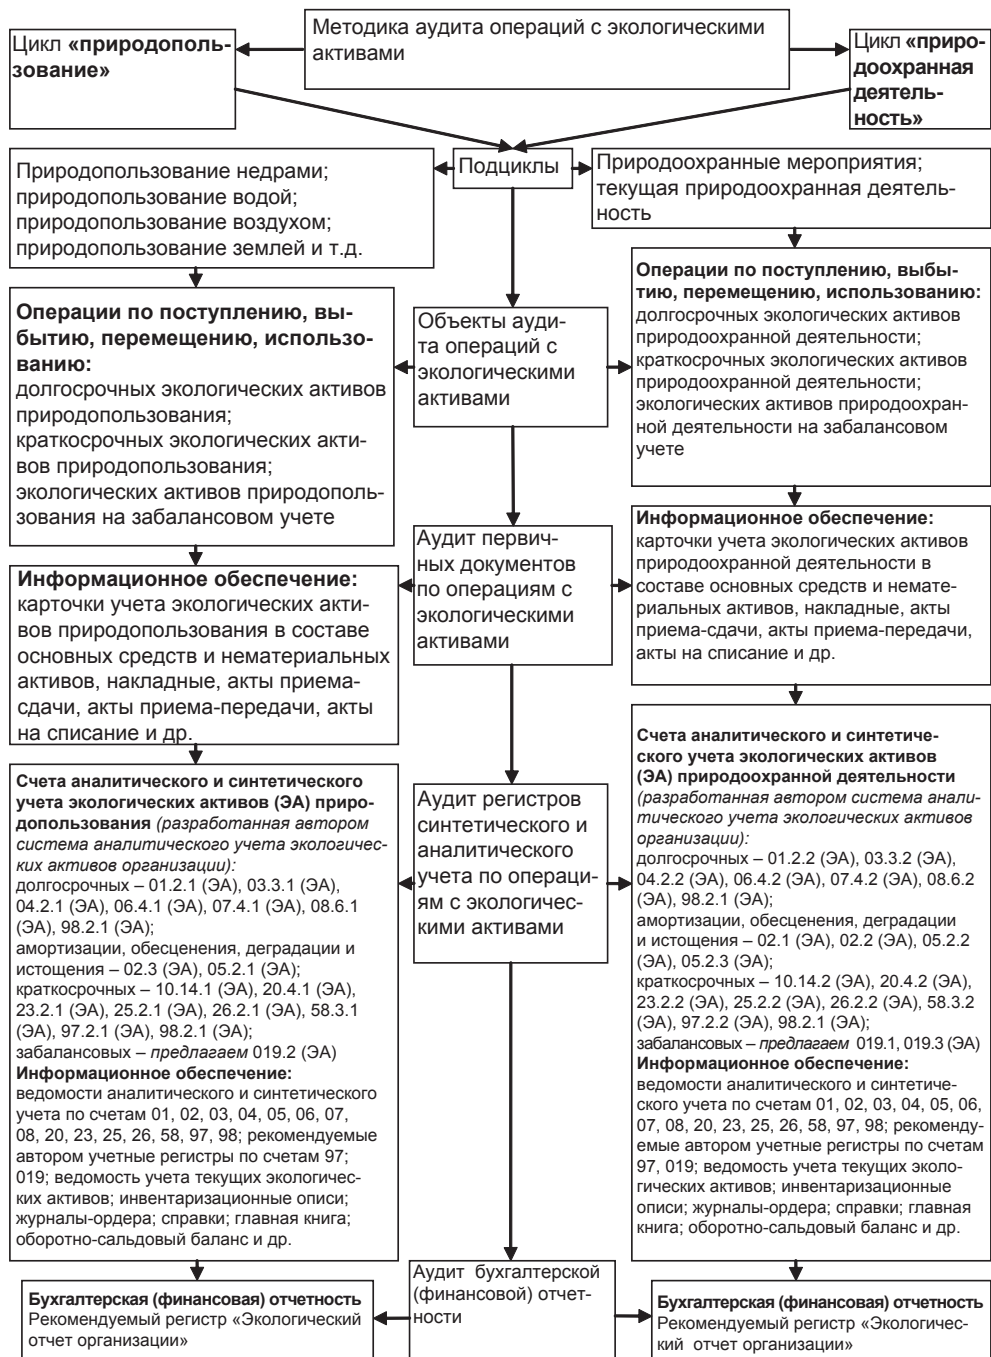 Методика аудита операций с экологическими
активами
Цикл «природополь-
зование»
Цикл «приро-
доохранная
деятель-
ность»
Подциклы
Природопользование недрами;
природопользование водой;
природопользование воздухом;
природопользование землей и т.д.
Природоохранные мероприятия;
текущая природоохранная деятель-
ность
Операции по поступлению, вы-
бытию, перемещению, использо-
ванию:
долгосрочных экологических активов
природопользования;
краткосрочных экологических акти-
вов природопользования;
экологических активов природополь-
зования на забалансовом учете
Объекты ауди-
та операций с
экологическими
активами
Операции по поступлению, выбы-
тию, перемещению, использованию:
долгосрочных экологических активов
природоохранной деятельности;
краткосрочных экологических активов
природоохранной деятельности;
экологических активов природоохран-
ной деятельности на забалансовом
учете
Информационное обеспечение:
карточки учета экологических акти-
вов природопользования в составе
основных средств и нематериальных
активов, накладные, акты приема-
сдачи, акты приема-передачи, акты
на списание и др.
Аудит первич-
ных документов
по операциям с
экологическими
активами
Информационное обеспечение:
карточки учета экологических активов
природоохранной деятельности в
составе основных средств и немате-
риальных активов, накладные, акты
приема-сдачи, акты приема-передачи,
акты на списание и др.
Счета аналитического и синтетического
учета экологических активов (ЭА) приро-
допользования (разработанная автором
система аналитического учета экологичес-
ких активов организации):
долгосрочных – 01.2.1 (ЭА), 03.3.1 (ЭА),
04.2.1 (ЭА), 06.4.1 (ЭА), 07.4.1 (ЭА), 08.6.1
(ЭА), 98.2.1 (ЭА);
амортизации, обесценения, деградации и
истощения – 02.3 (ЭА), 05.2.1 (ЭА);
краткосрочных – 10.14.1 (ЭА), 20.4.1 (ЭА),
23.2.1 (ЭА), 25.2.1 (ЭА), 26.2.1 (ЭА), 58.3.1
(ЭА), 97.2.1 (ЭА), 98.2.1 (ЭА);
забалансовых – предлагаем 019.2 (ЭА)
Информационное обеспечение:
ведомости аналитического и синтетического
учета по счетам 01, 02, 03, 04, 05, 06, 07,
08, 20, 23, 25, 26, 58, 97, 98; рекомендуемые
автором учетные регистры по счетам 97;
019; ведомость учета текущих экологичес-
ких активов; инвентаризационные описи;
журналы-ордера; справки; главная книга;
оборотно-сальдовый баланс и др.
Аудит регистров
синтетического и
аналитического
учета по операци-
ям с экологичес-
кими активами
Счета аналитического и синтетиче-
ского учета экологических активов
(ЭА) природоохранной деятельности
(разработанная автором система анали-
тического учета экологических активов
организации):
долгосрочных – 01.2.2 (ЭА), 03.3.2 (ЭА),
04.2.2 (ЭА), 06.4.2 (ЭА), 07.4.2 (ЭА), 08.6.2
(ЭА), 98.2.1 (ЭА);
амортизации, обесценения, деградации
и истощения – 02.1 (ЭА), 02.2 (ЭА), 05.2.2
(ЭА), 05.2.3 (ЭА);
краткосрочных – 10.14.2 (ЭА), 20.4.2 (ЭА),
23.2.2 (ЭА), 25.2.2 (ЭА), 26.2.2 (ЭА), 58.3.2
(ЭА), 97.2.2 (ЭА), 98.2.1 (ЭА);
забалансовых – предлагаем 019.1, 019.3 (ЭА)
Информационное обеспечение:
ведомости аналитического и синтетиче-
ского учета по счетам 01, 02, 03, 04, 05, 06,
07, 08, 20, 23, 25, 26, 58, 97, 98; рекоменду-
емые автором учетные регистры по счетам
97, 019; ведомость учета текущих эколо-
гических активов; инвентаризационные
описи; журналы-ордера; справки; главная
книга; оборотно-сальдовый баланс и др.
Бухгалтерская (финансовая) отчетность
Рекомендуемый регистр «Экологический
отчет организации»
Аудит бухгалтерской
(финансовой) отчет-
ности
Бухгалтерская (финансовая) отчетность
Рекомендуемый регистр «Экологичес-
кий отчет организации»